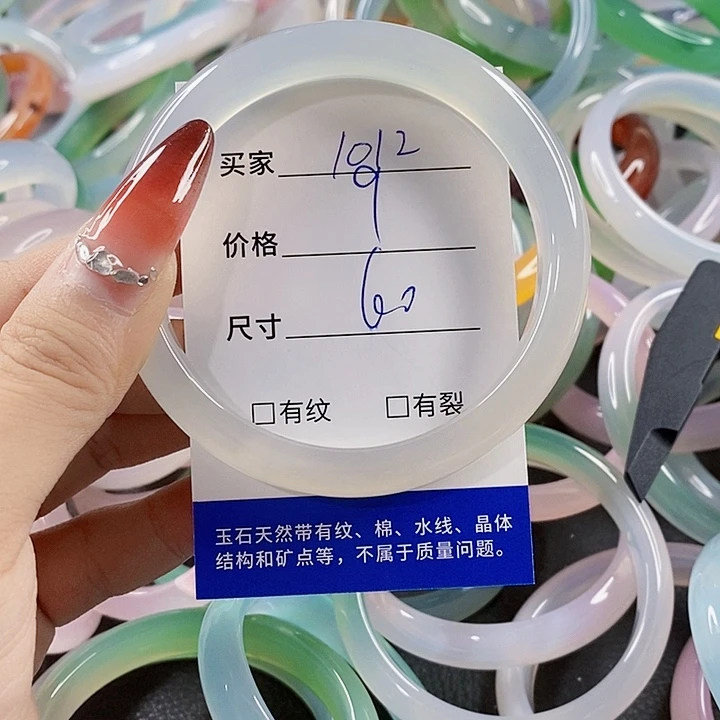 买家 1092
价格
尺寸 60
□有纹 □有裂
玉石天然带有纹、棉、水线、晶体
结构和矿点等，不属于质量问题。